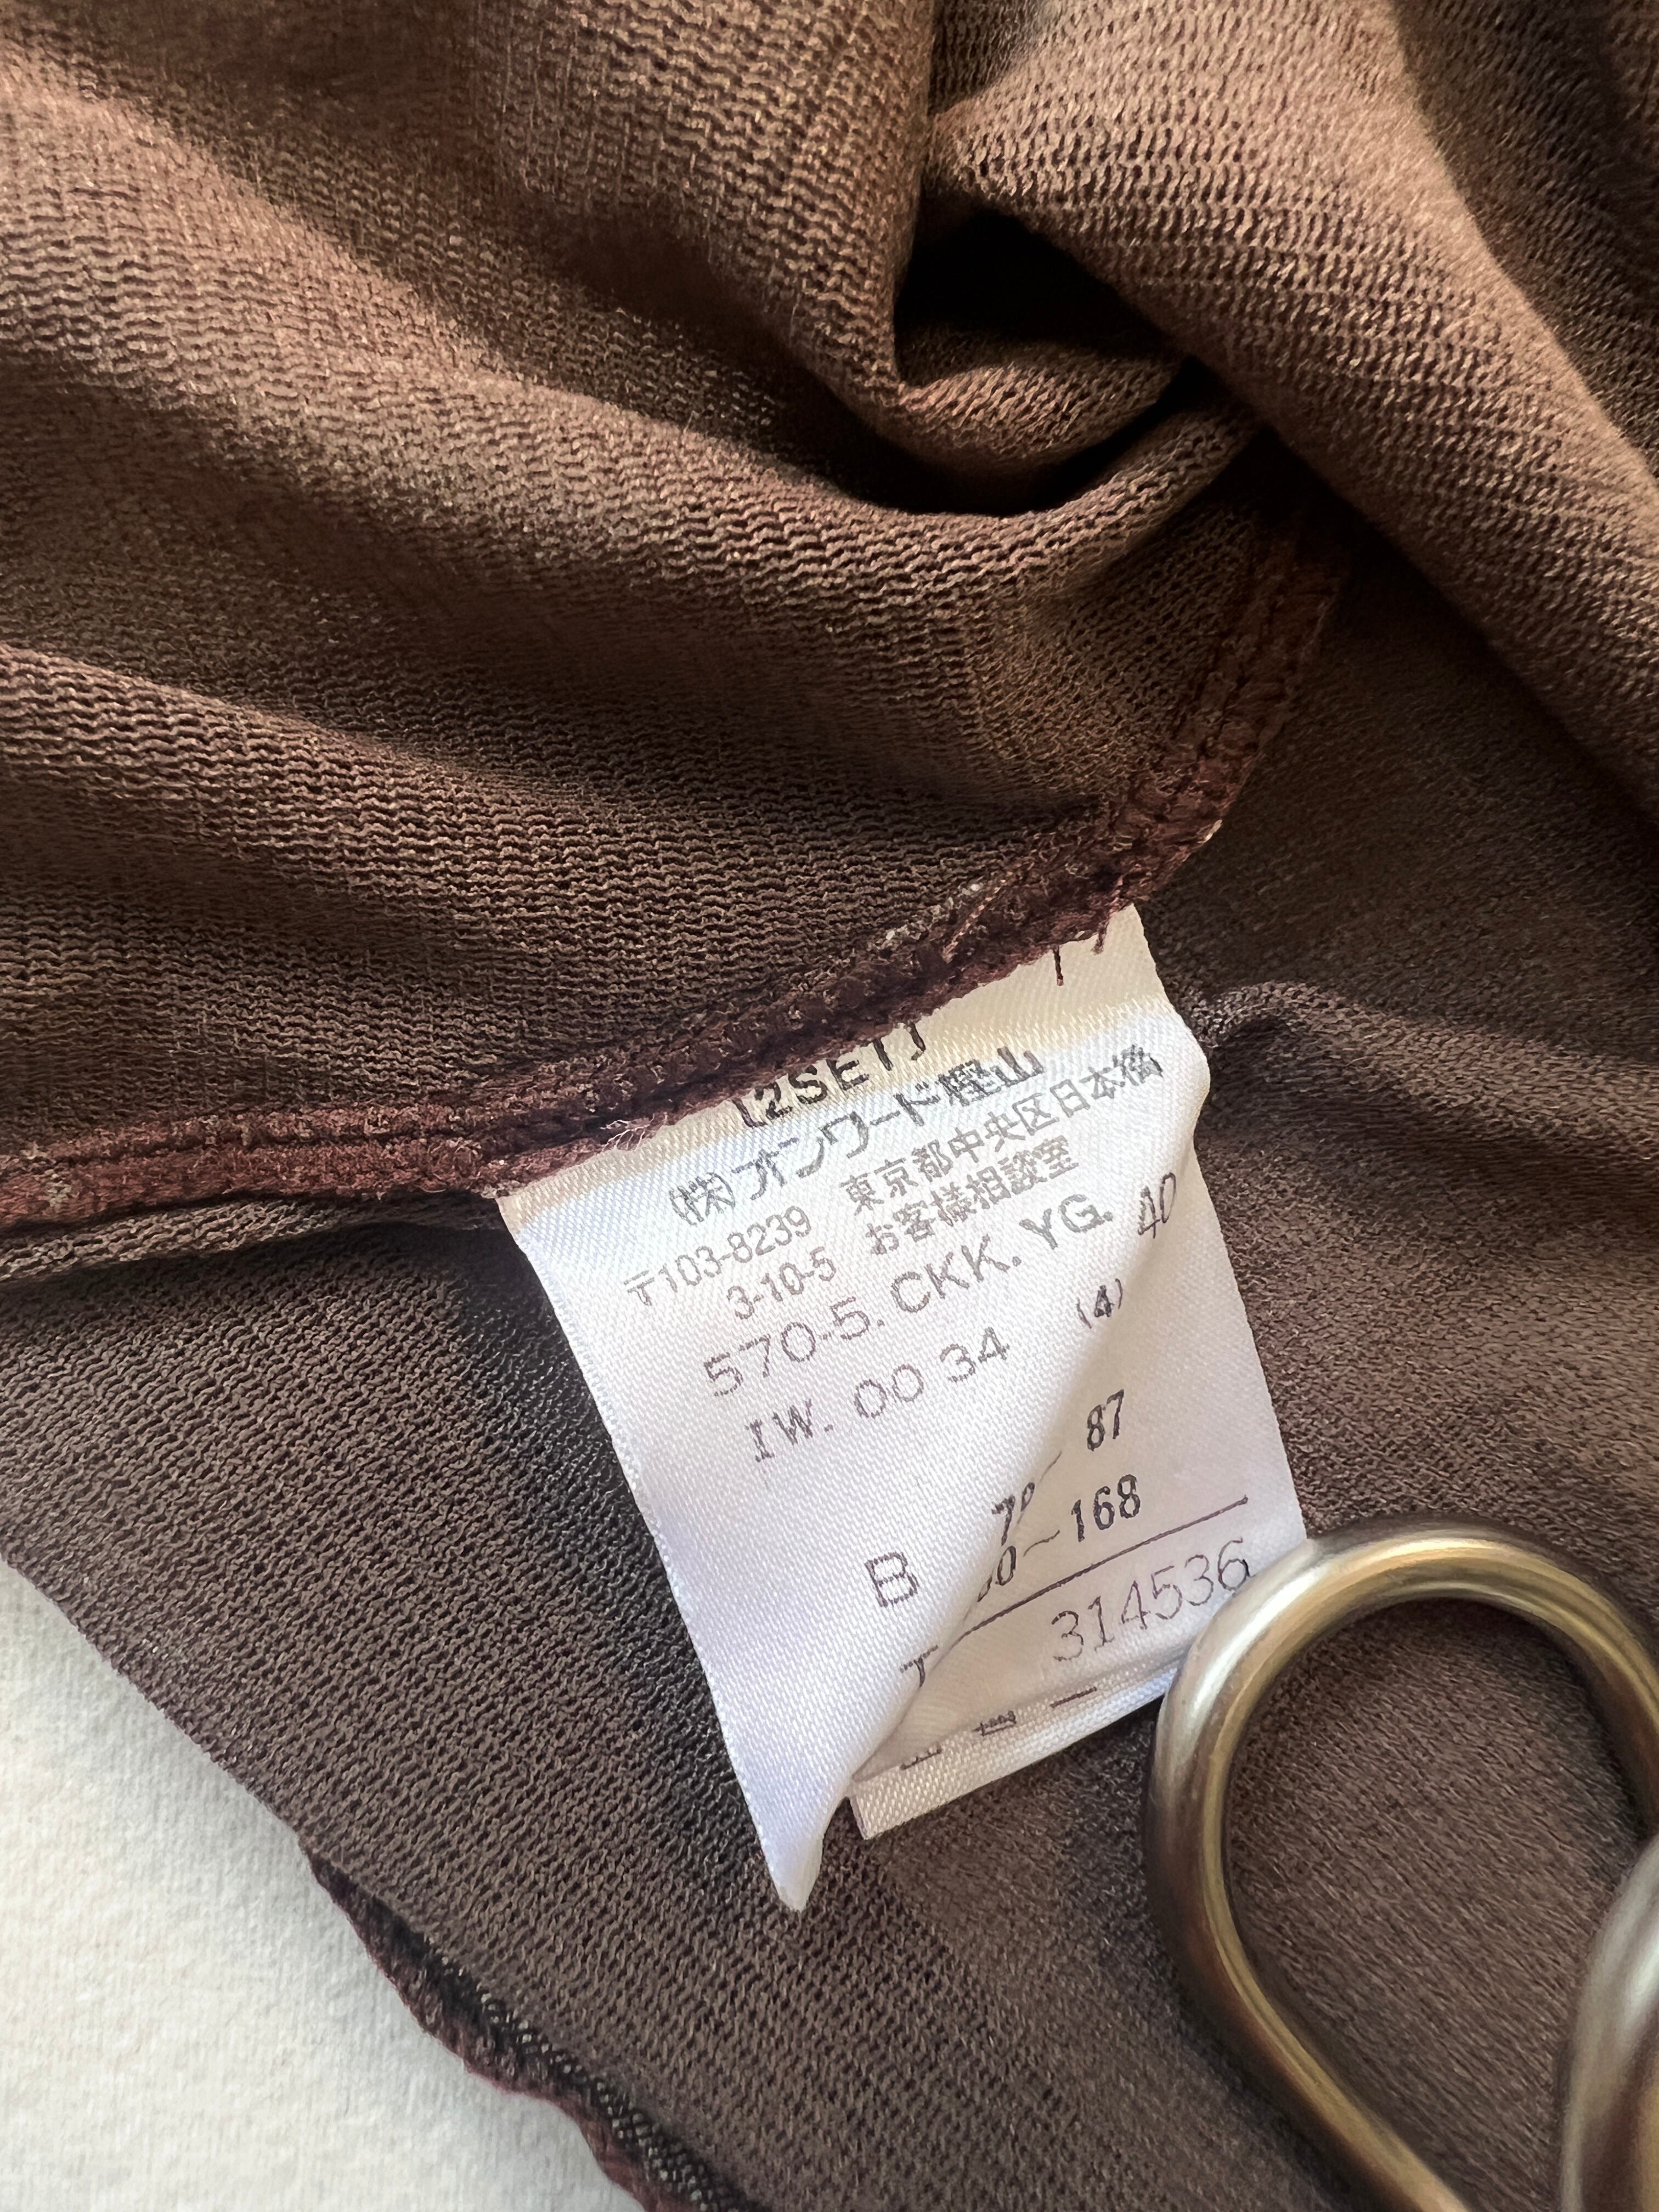 (2SET)
(株)オンワード樫山
〒103-8239 東京都中央区日本橋
3-10-5 お客様相談室
570-5. CKK. YG. 40
IW. 00 34 (4)
B 87
T 168
314536